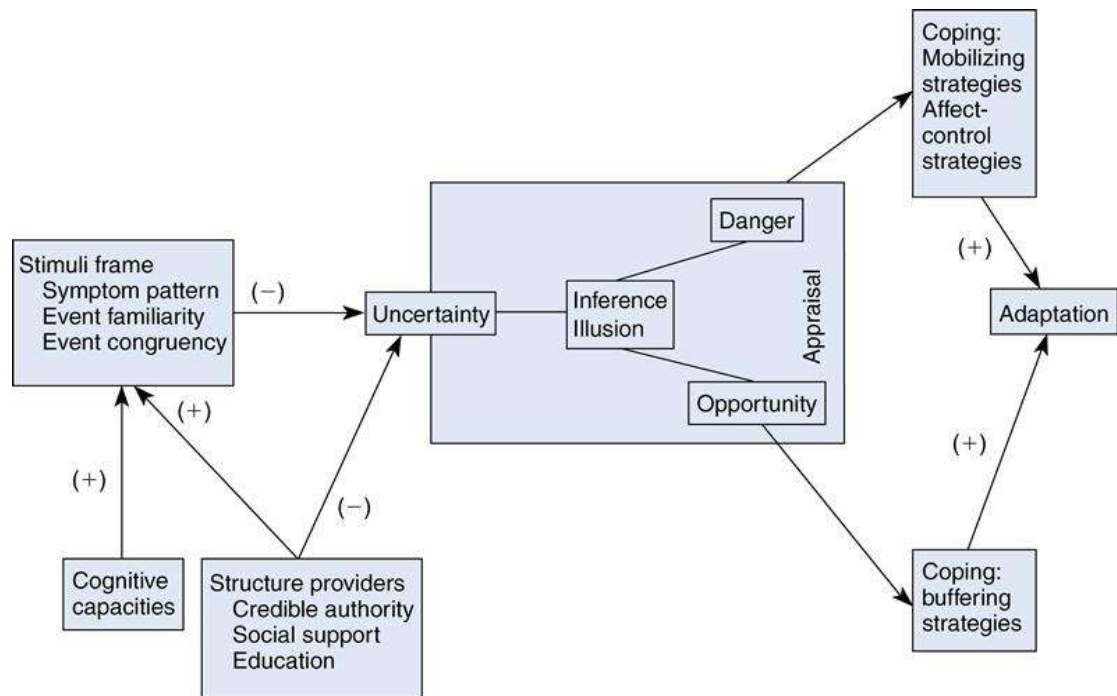 Coping:
Mobilizing
strategies
Affect-
control
strategies
Danger
(+)
Stimuli frame
Symptom pattern
Event familiarity
Event congruency
(−)
Uncertainty
Inference
Illusion
Appraisal
Adaptation
Opportunity
(+)
(+)
(+)
(−)
Cognitive
capacities
Structure providers
Credible authority
Social support
Education
Coping:
buffering
strategies